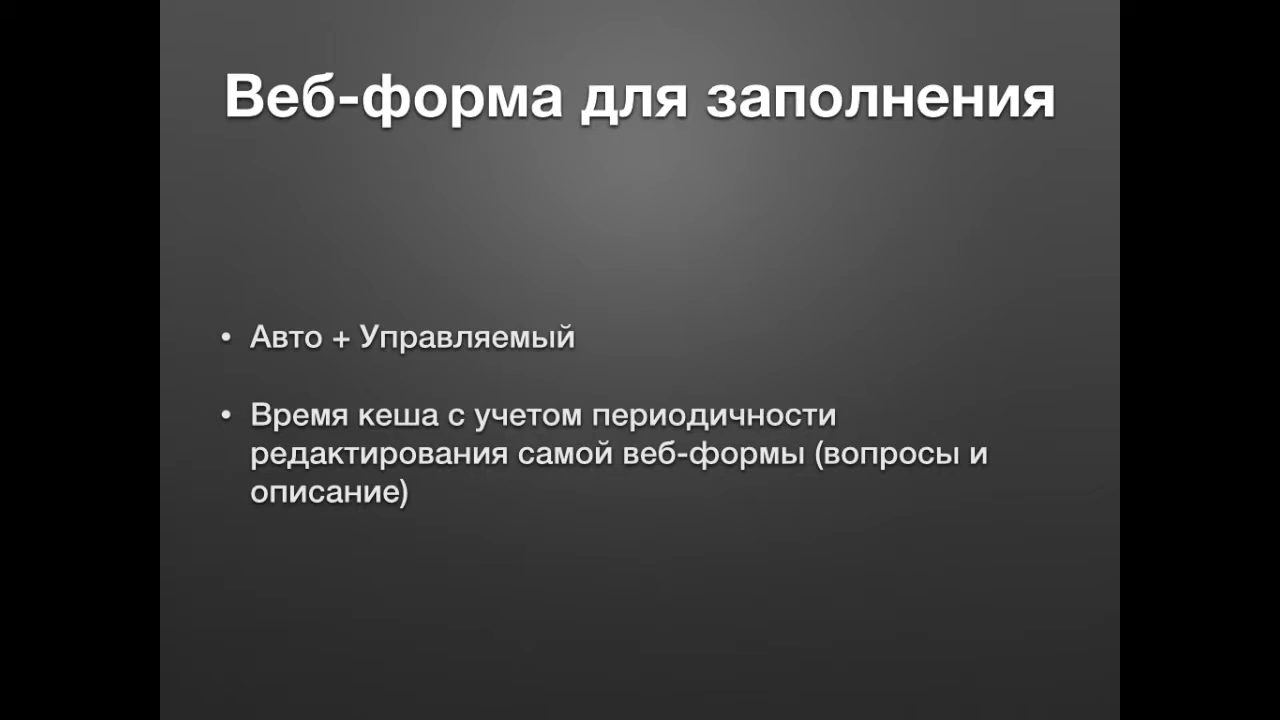 Веб-форма для заполнения
• Авто + Управляемый
• Время кеша с учетом периодичности
редактирования самой веб-формы (вопросы и
описание)